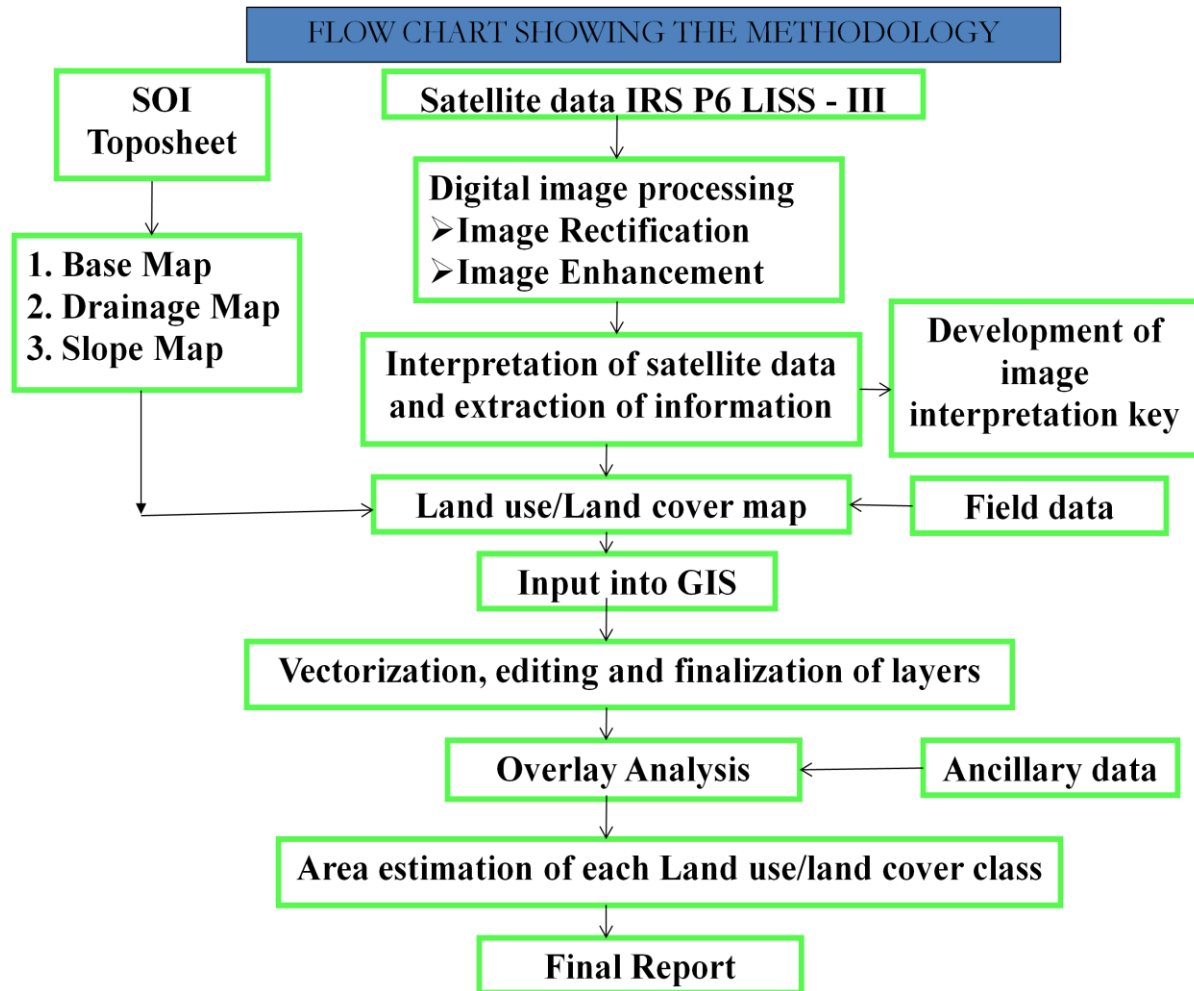 FLOW CHART SHOWING THE METHODOLOGY
SOI
Toposheet
Satellite data IRS P6 LISS - III
Digital image processing
➢Image Rectification
➢Image Enhancement
1. Base Map
2. Drainage Map
3. Slope Map
Interpretation of satellite data
and extraction of information
Development of
image
interpretation key
Land use/Land cover map
Field data
Input into GIS
Vectorization, editing and finalization of layers
Overlay Analysis
Ancillary data
Area estimation of each Land use/land cover class
Final Report